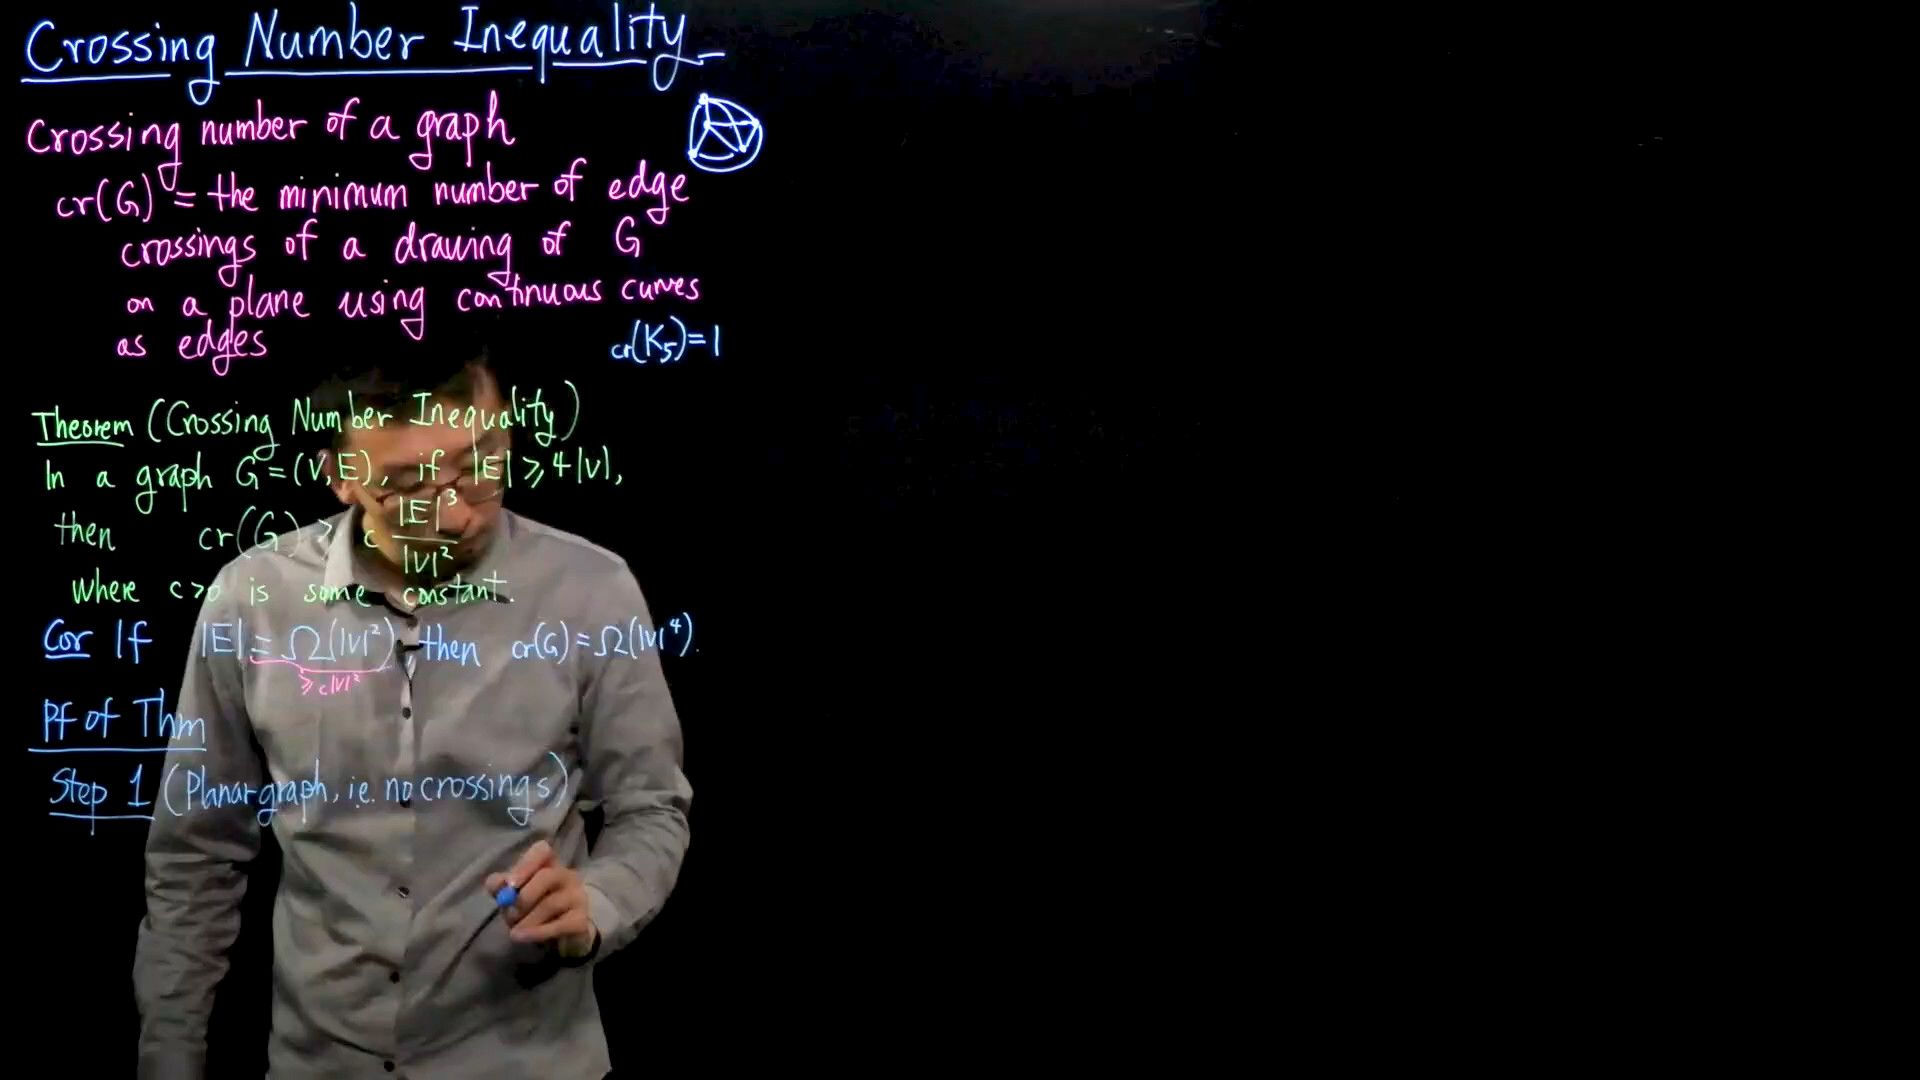 Crossing Number Inequality
Crossing number of a graph
cr(G) = the minimum number of edge
crossings of a drawing of G
on a plane using continuous curves
as edges
cr(K₅)=1
Theorem (Crossing Number Inequality)
In a graph G=(V,E), if |E| ⩾ 4|V|,
then cr(G) ⩾ c |E|³/|V|²
where c>0 is some constant.
Cor If |E| = Ω(|V|²), then cr(G) = Ω(|V|⁴).
⩾ c|V|²
Pf of Thm
Step 1 (Planar graph, i.e. no crossings)